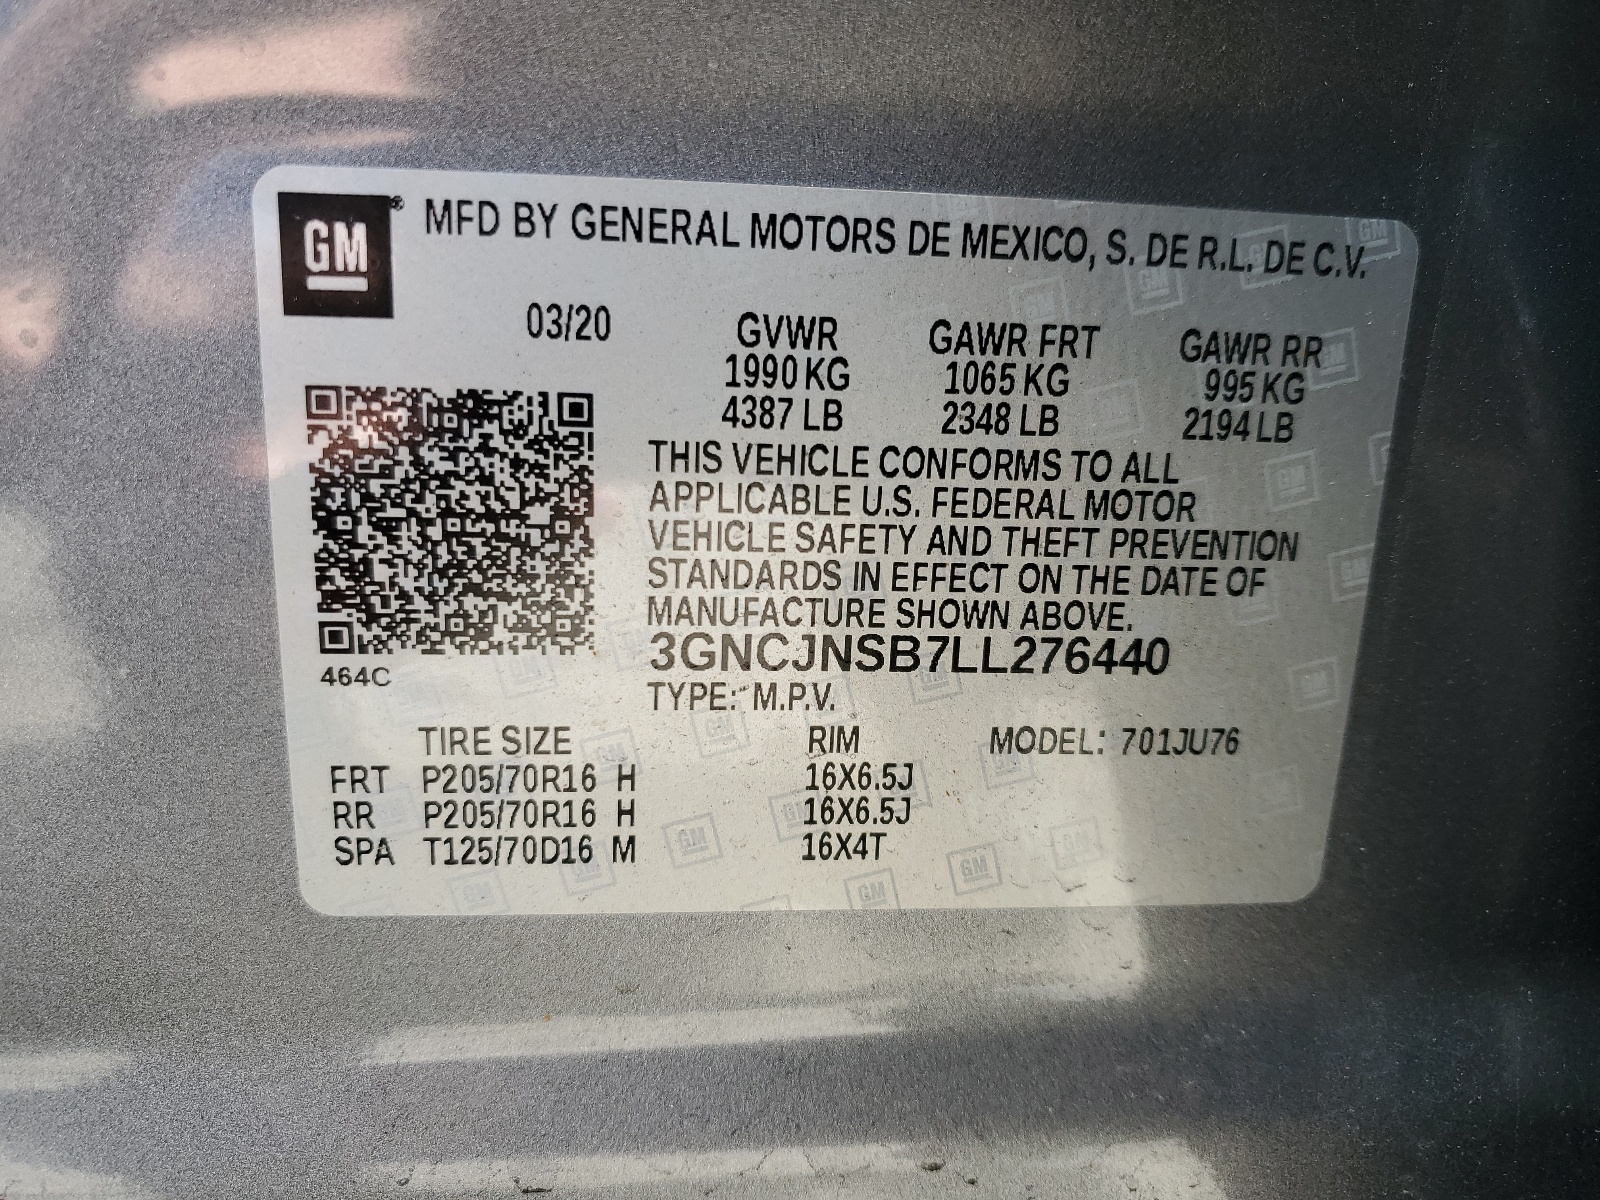 GM® MFD BY GENERAL MOTORS DE MEXICO, S. DE R.L. DE C.V.
03/20 GVWR GAWR FRT GAWR RR
1990 KG 1065 KG 995 KG
4387 LB 2348 LB 2194 LB
THIS VEHICLE CONFORMS TO ALL
APPLICABLE U.S. FEDERAL MOTOR
VEHICLE SAFETY AND THEFT PREVENTION
STANDARDS IN EFFECT ON THE DATE OF
MANUFACTURE SHOWN ABOVE.
3GNCJNSB7LL276440
464C
TYPE: M.P.V.
TIRE SIZE RIM MODEL: 701JU76
FRT P205/70R16 H 16X6.5J
RR P205/70R16 H 16X6.5J
SPA T125/70D16 M 16X4T